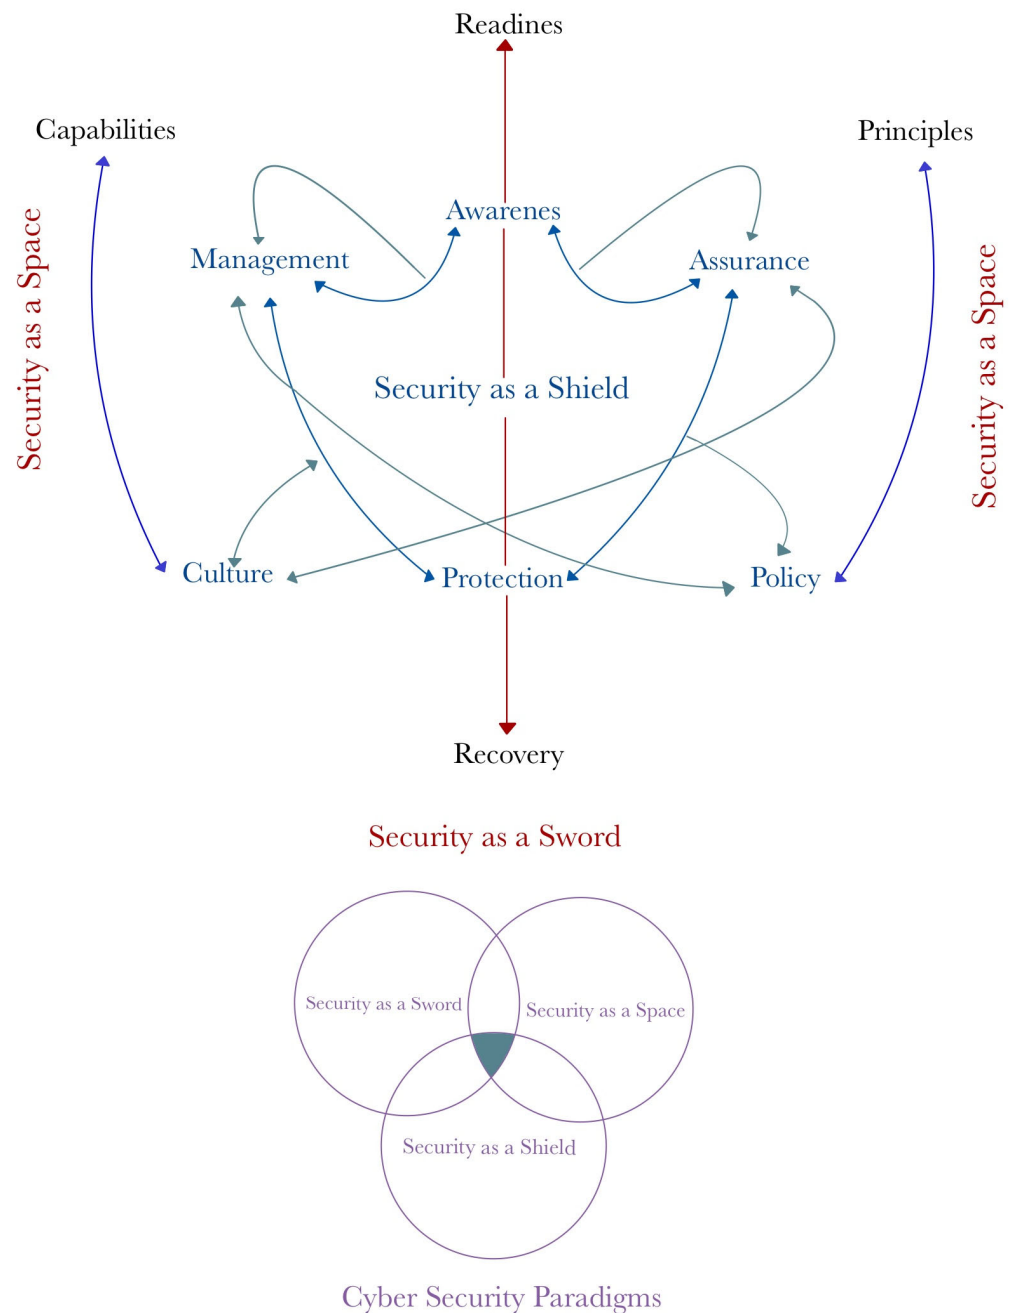 Readines
Capabilities
Principles
Awarenes
Management
Assurance
Security as a Space
Security as a Space
Security as a Shield
Culture
Protection
Policy
Recovery
Security as a Sword
Security as a Sword
Security as a Space
Security as a Shield
Cyber Security Paradigms